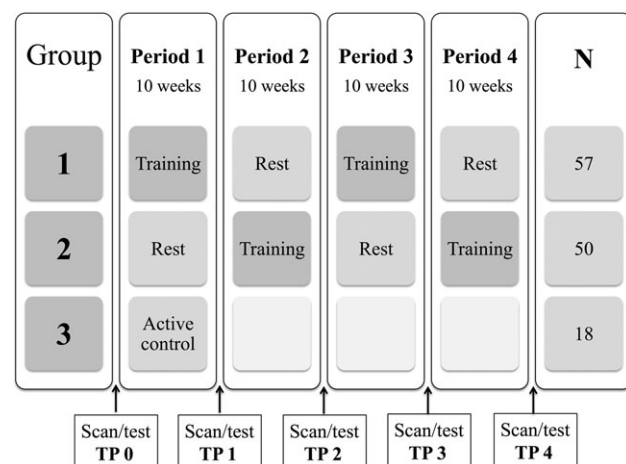 Group
Period 1
Period 2
Period 3
Period 4
N
10 weeks
10 weeks
10 weeks
10 weeks
1
Training
Rest
Training
Rest
57
2
Rest
Training
Rest
Training
50
3
Active
control
18
Scan/test
TP 0
Scan/test
TP 1
Scan/test
TP 2
Scan/test
TP 3
Scan/test
TP 4